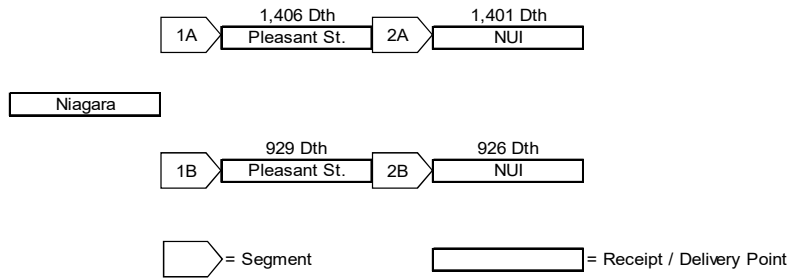 1,406 Dth 1,401 Dth
1A Pleasant St. 2A NUI
Niagara
929 Dth 926 Dth
1B Pleasant St. 2B NUI
= Segment = Receipt / Delivery Point